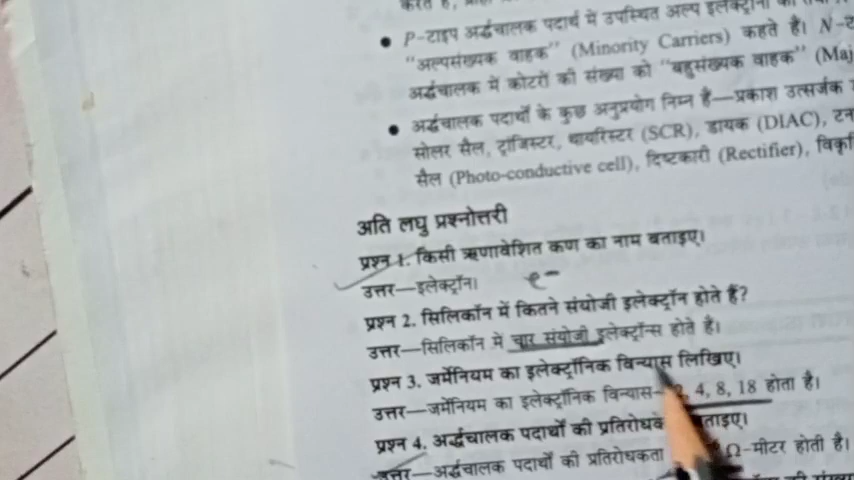 P-टाइप अर्द्धचालक पदार्थ में उपस्थित अल्प इलेक्ट्रॉनों को
“अल्पसंख्यक वाहक” (Minority Carriers) कहते हैं। N-
अर्द्धचालक में कोटरों की संख्या को “बहुसंख्यक वाहक”
अर्द्धचालक पदार्थों के कुछ अनुप्रयोग निम्न हैं—प्रकाश उत्सर्जक
सोलर सैल, ट्रांजिस्टर, थायरिस्टर (SCR), डायक (DIAC),
सैल (Photo-conductive cell), दिष्टकारी (Rectifier),
अति लघु प्रश्नोत्तरी
प्रश्न 1. किसी ऋणावेशित कण का नाम बताइए।
उत्तर—इलेक्ट्रॉन। e-
प्रश्न 2. सिलिकॉन में कितने संयोजी इलेक्ट्रॉन होते हैं?
उत्तर—सिलिकॉन में चार संयोजी इलेक्ट्रॉन्स होते हैं।
प्रश्न 3. जर्मेनियम का इलेक्ट्रॉनिक विन्यास लिखिए।
उत्तर—जर्मेनियम का इलेक्ट्रॉनिक विन्यास— 4, 8, 18 होता है।
प्रश्न 4. अर्द्धचालक पदार्थों की
उत्तर—अर्द्धचालक पदार्थों की प्रतिरोधकता Ω-मीटर होती है।